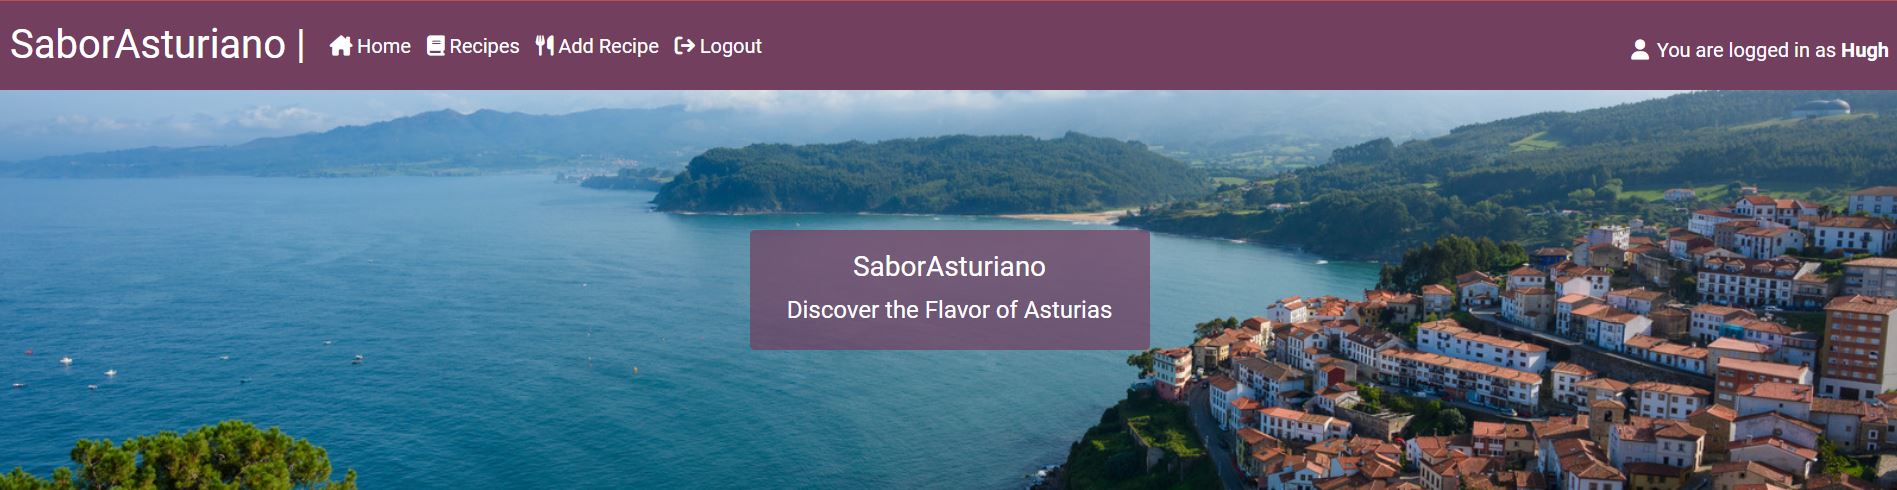 SaborAsturiano | Home Recipes Add Recipe Logout You are logged in as Hugh
SaborAsturiano
Discover the Flavor of Asturias